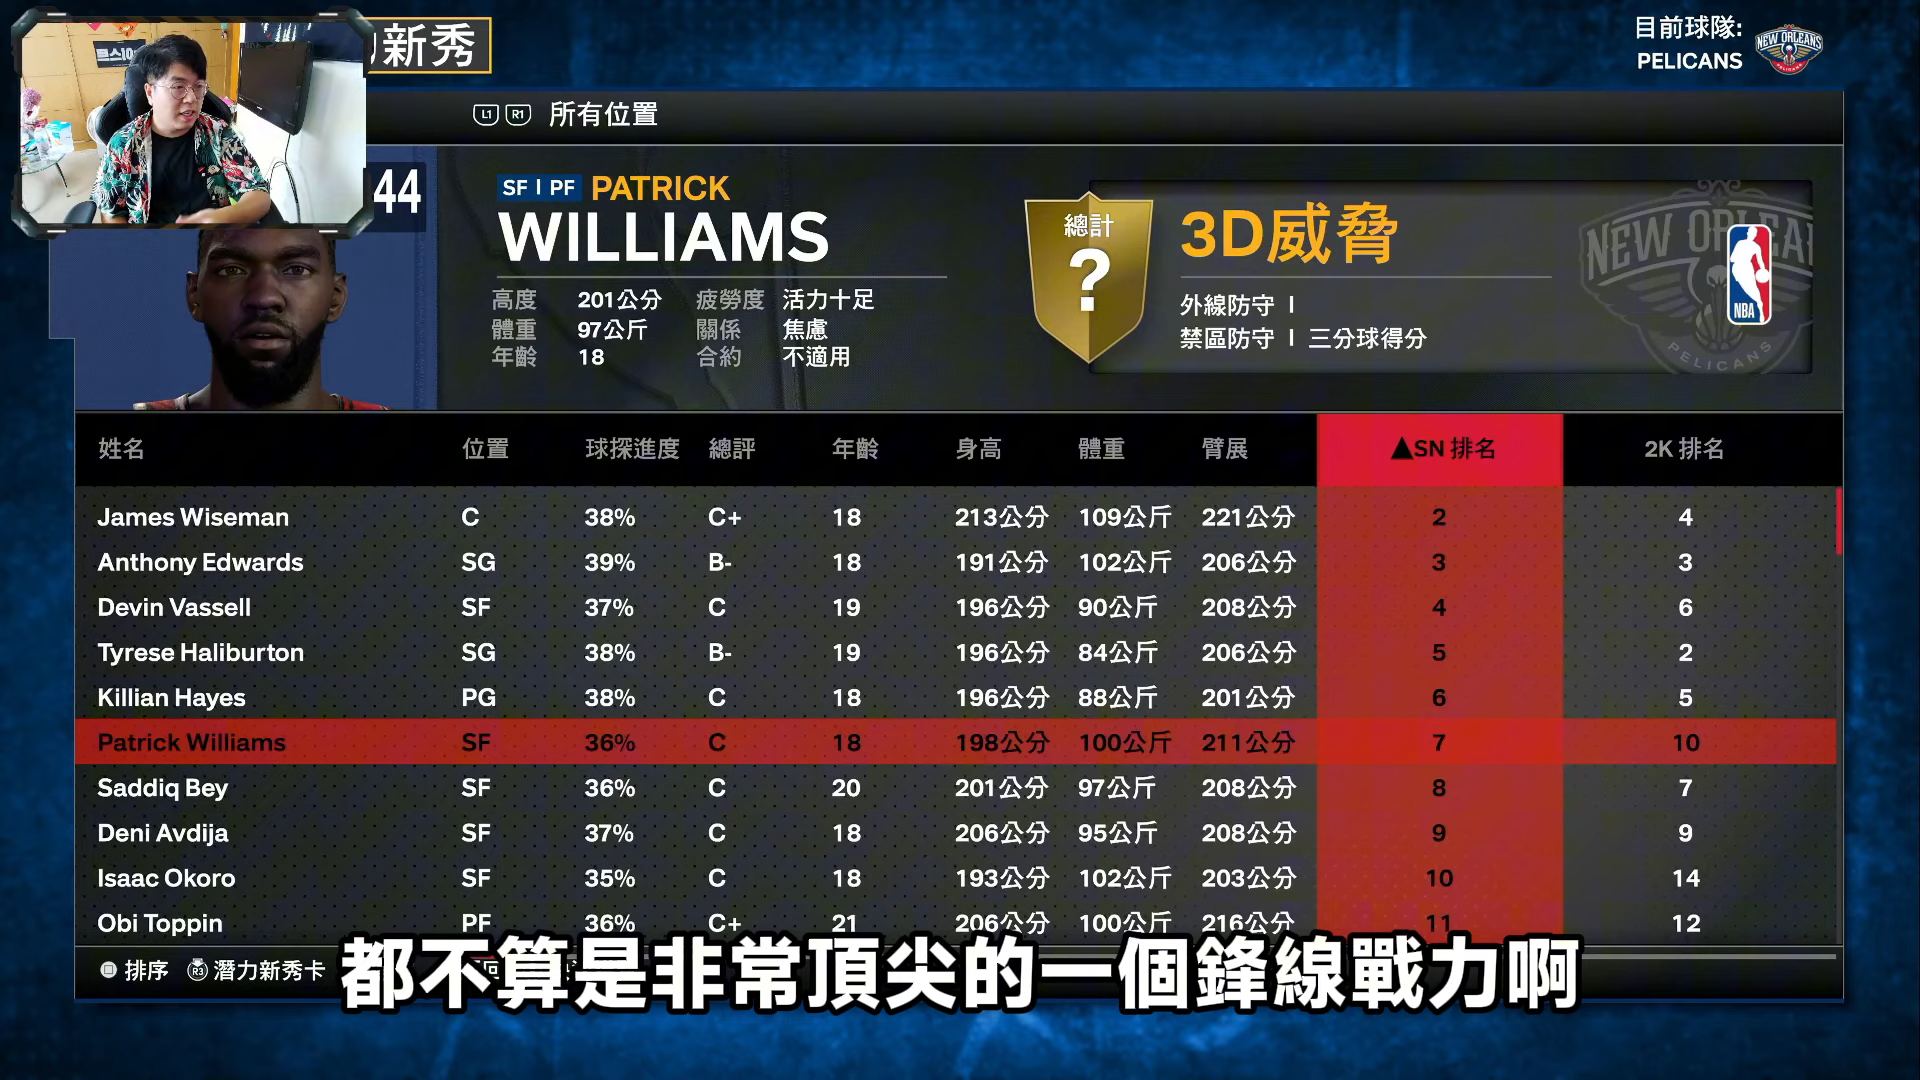 新秀
目前球隊:
PELICANS
NEW ORLEANS
L1 R1 所有位置
44
SF | PF PATRICK
WILLIAMS
高度 201公分 疲勞度 活力十足
體重 97公斤 關係 焦慮
年齡 18 合約 不適用
總計
?
3D威脅
外線防守 |
禁區防守 | 三分球得分
NBA
PELICANS
姓名 位置 球探進度 總評 年齡 身高 體重 臂展 ▲SN 排名 2K 排名
James Wiseman C 38% C+ 18 213公分 109公斤 221公分 2 4
Anthony Edwards SG 39% B- 18 191公分 102公斤 206公分 3 3
Devin Vassell SF 37% C 19 196公分 90公斤 208公分 4 6
Tyrese Haliburton SG 38% B- 19 196公分 84公斤 206公分 5 2
Killian Hayes PG 38% C 18 196公分 88公斤 201公分 6 5
Patrick Williams SF 36% C 18 198公分 100公斤 211公分 7 10
Saddiq Bey SF 36% C 20 201公分 97公斤 208公分 8 7
Deni Avdija SF 37% C 18 206公分 95公斤 208公分 9 9
Isaac Okoro SF 35% C 18 193公分 102公斤 203公分 10 14
Obi Toppin PF 36% C+ 21 206公分 100公斤 216公分 11 12
排序 R3 潛力新秀卡
都不算是非常頂尖的一個鋒線戰力啊